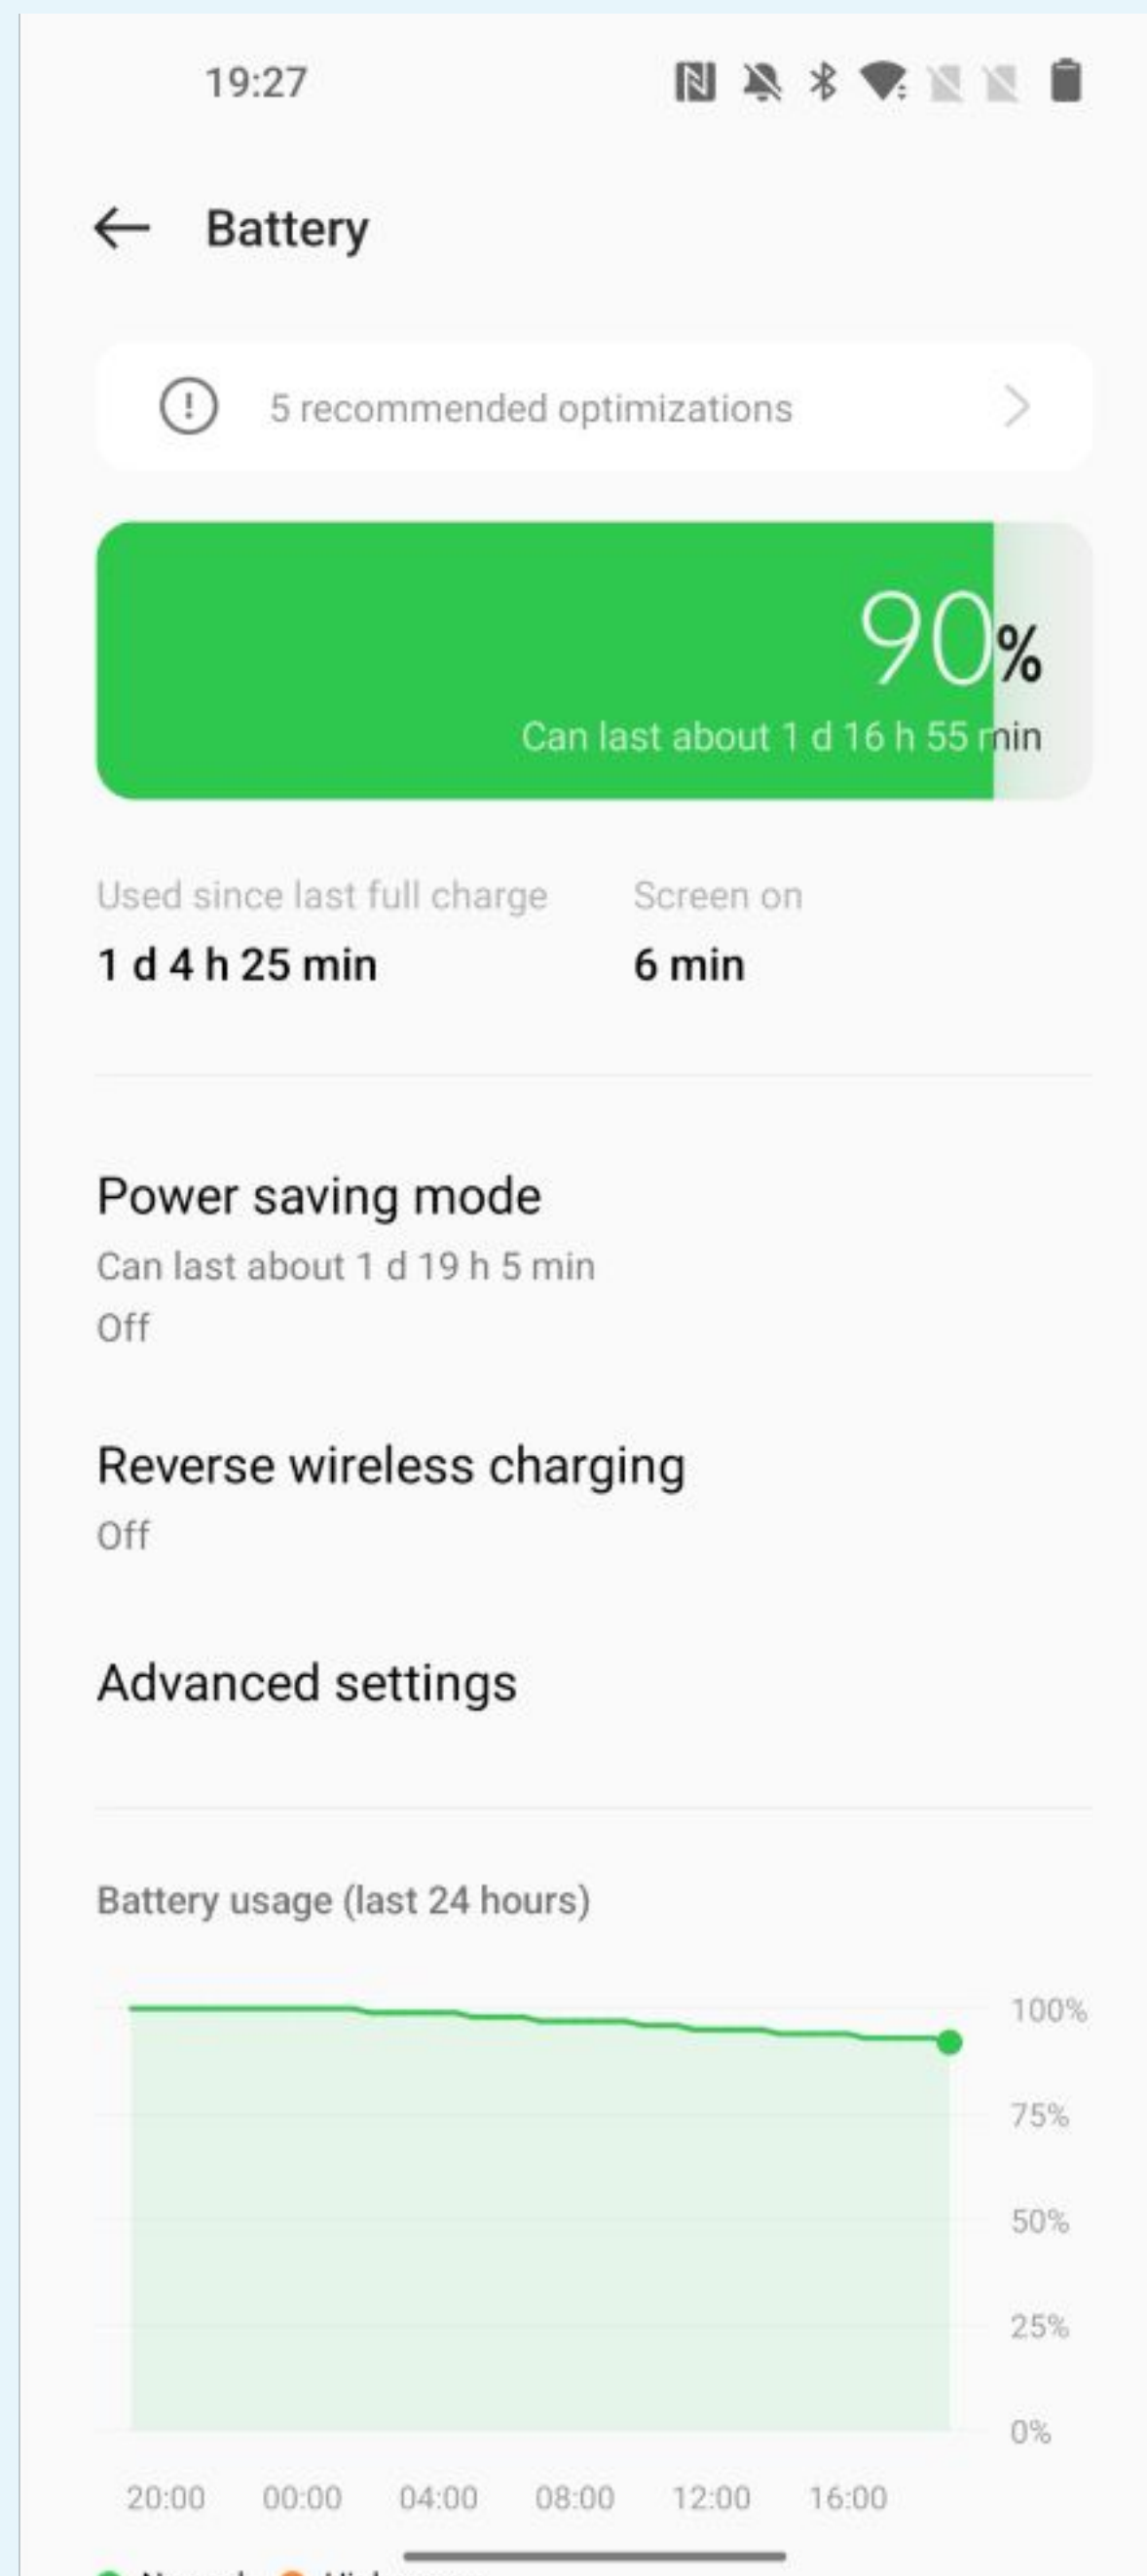 19:27
Battery
5 recommended optimizations
90%
Can last about 1 d 16 h 55 min
Used since last full charge
Screen on
1 d 4 h 25 min
6 min
Power saving mode
Can last about 1 d 19 h 5 min
Off
Reverse wireless charging
Off
Advanced settings
Battery usage (last 24 hours)
100%
75%
50%
25%
0%
20:00 00:00 04:00 08:00 12:00 16:00